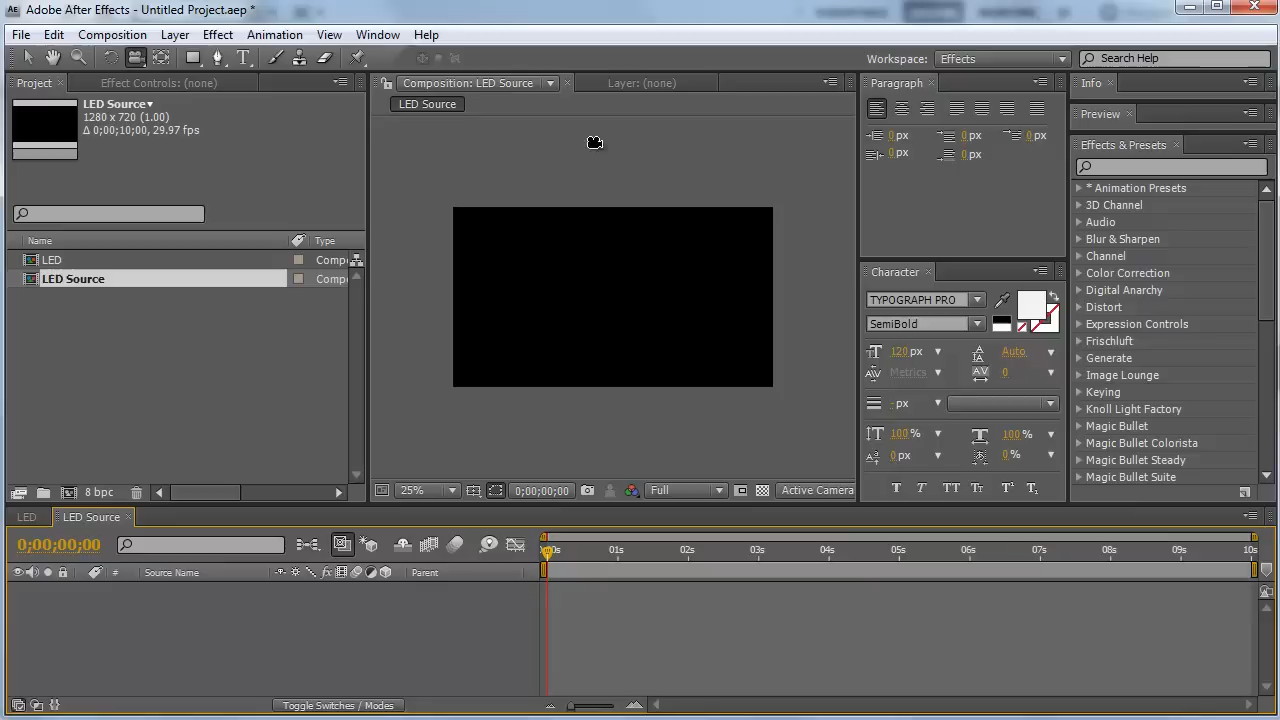 Adobe After Effects - Untitled Project.aep *
File Edit Composition Layer Effect Animation View Window Help
Workspace: Effects Search Help
Project Effect Controls: (none)
LED Source
1280 x 720 (1.00)
Δ 0;00;10;00, 29.97 fps
Name Type
LED Comp
LED Source Comp
8 bpc
Composition: LED Source Layer: (none)
LED Source
25% 0;00;00;00 Full Active Camera
Paragraph
0 px 0 px 0 px
0 px 0 px
Character
TYPOGRAPH PRO
SemiBold
120 px Auto
Metrics 0
- px
100 % 100 %
0 px 0 %
T T TT Tт T¹ T₁
Info
Preview
Effects & Presets
* Animation Presets
3D Channel
Audio
Blur & Sharpen
Channel
Color Correction
Digital Anarchy
Distort
Expression Controls
Frischluft
Generate
Image Lounge
Keying
Knoll Light Factory
Magic Bullet
Magic Bullet Colorista
Magic Bullet Steady
Magic Bullet Suite
LED LED Source
0;00;00;00
# Source Name Parent
01s 02s 03s 04s 05s 06s 07s 08s 09s 10s
Toggle Switches / Modes